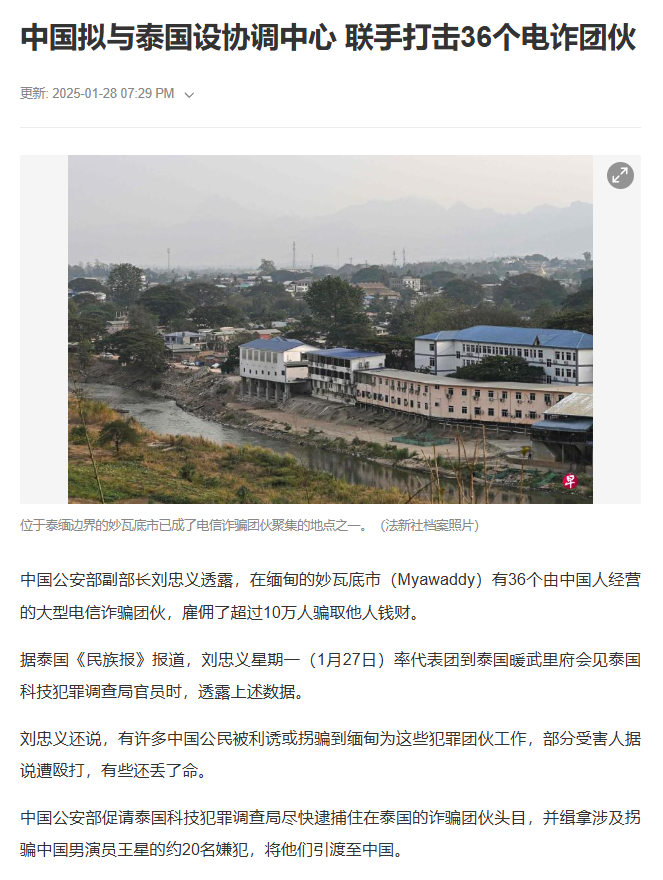 中国拟与泰国设协调中心 联手打击36个电诈团伙
更新: 2025-01-28 07:29 PM
早
位于泰缅边界的妙瓦底市已成了电信诈骗团伙聚集的地点之一。（法新社档案照片）
中国公安部副部长刘忠义透露，在缅甸的妙瓦底市（Myawaddy）有36个由中国人经营
的大型电信诈骗团伙，雇佣了超过10万人骗取他人钱财。
据泰国《民族报》报道，刘忠义星期一（1月27日）率代表团到泰国暖武里府会见泰国
科技犯罪调查局官员时，透露上述数据。
刘忠义还说，有许多中国公民被利诱或拐骗到缅甸为这些犯罪团伙工作，部分受害人据
说遭殴打，有些还丢了命。
中国公安部促请泰国科技犯罪调查局尽快逮捕住在泰国的诈骗团伙头目，并缉拿涉及拐
骗中国男演员王星的约20名嫌犯，将他们引渡至中国。